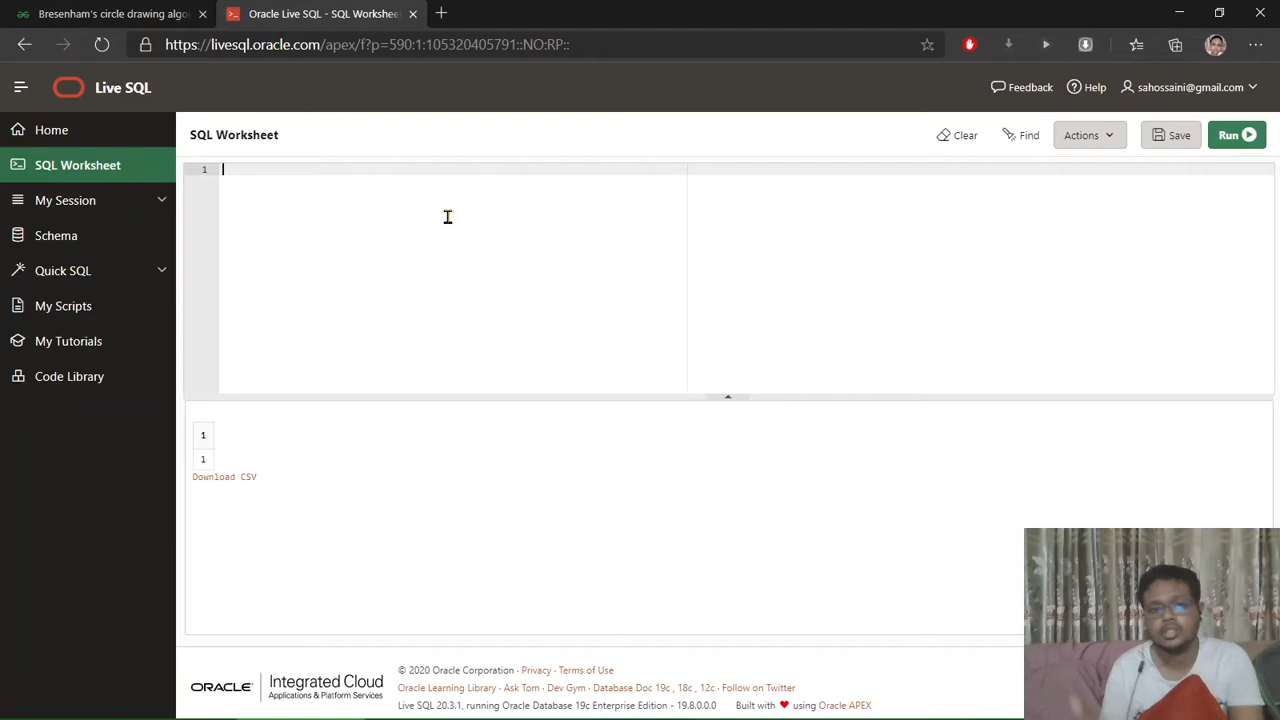 Bresenham's circle drawing algo
Oracle Live SQL - SQL Worksheet
https://livesql.oracle.com/apex/f?p=590:1:105320405791::NO:RP::
Live SQL
Feedback
Help
sahossaini@gmail.com
Home
SQL Worksheet
My Session
Schema
Quick SQL
My Scripts
My Tutorials
Code Library
SQL Worksheet
Clear
Find
Actions
Save
Run
1
1
1
Download CSV
ORACLE
Integrated Cloud
Applications & Platform Services
© 2020 Oracle Corporation · Privacy · Terms of Use
Oracle Learning Library · Ask Tom · Dev Gym · Database Doc 19c, 18c, 12c · Follow on Twitter
Live SQL 20.3.1, running Oracle Database 19c Enterprise Edition - 19.8.0.0.0 Built with ❤ using Oracle APEX